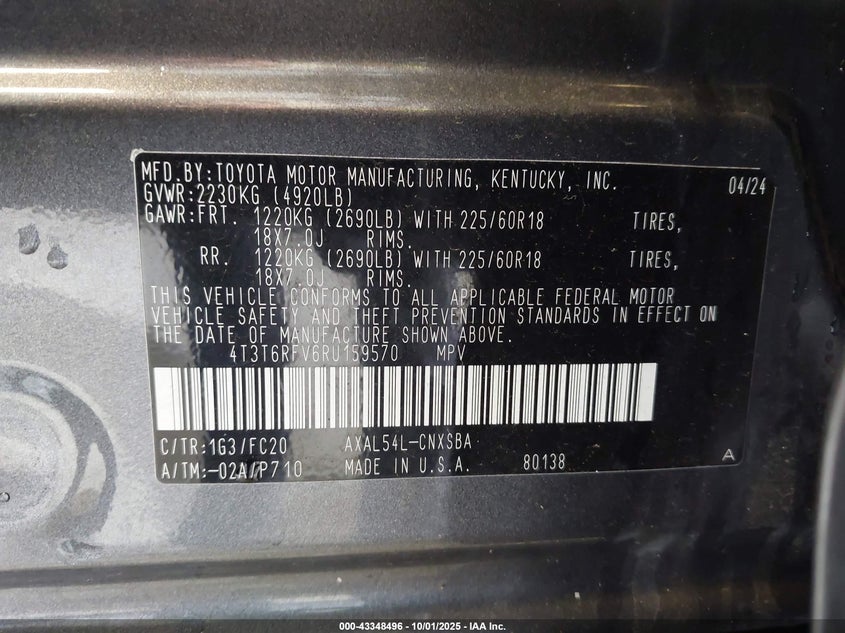 MFD.BY:TOYOTA MOTOR MANUFACTURING, KENTUCKY, INC. 04/24
GVWR:2230KG (4920LB)
GAWR:FRT. 1220KG (2690LB) WITH 225/60R18 TIRES,
18X7.0J RIMS.
RR. 1220KG (2690LB) WITH 225/60R18 TIRES,
18X7.0J RIMS.
THIS VEHICLE CONFORMS TO ALL APPLICABLE FEDERAL MOTOR
VEHICLE SAFETY AND THEFT PREVENTION STANDARDS IN EFFECT ON
THE DATE OF MANUFACTURE SHOWN ABOVE.
4T3T6RFV6RU159570 MPV
C/TR:1G3/FC20 AXAL54L-CNXSBA
A/TM:-02A/P710 MADE IN U.S.A. 80138 A
000-43348496 - 10/01/2025 - IAA Inc.